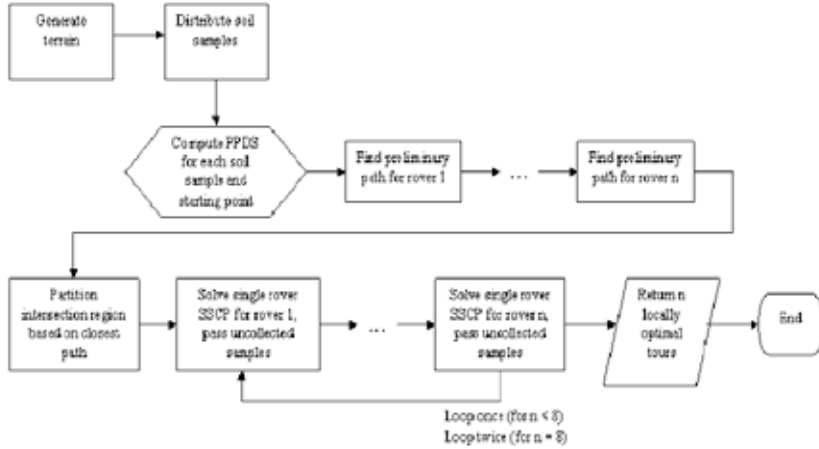 Generate
terrain
Distribute soil
samples
Compute PPDS
for each soil
sample and
starting point
Find preliminary
path for rover 1
...
Find preliminary
path for rover n
Partition
intersection region
based on closest
path
Solve single rover
SSCP for rover 1,
pass uncollected
samples
...
Solve single rover
SSCP for rover n,
pass uncollected
samples
Return n
locally
optimal
tours
End
Loop once (for n < 8)
Loop twice (for n = 8)